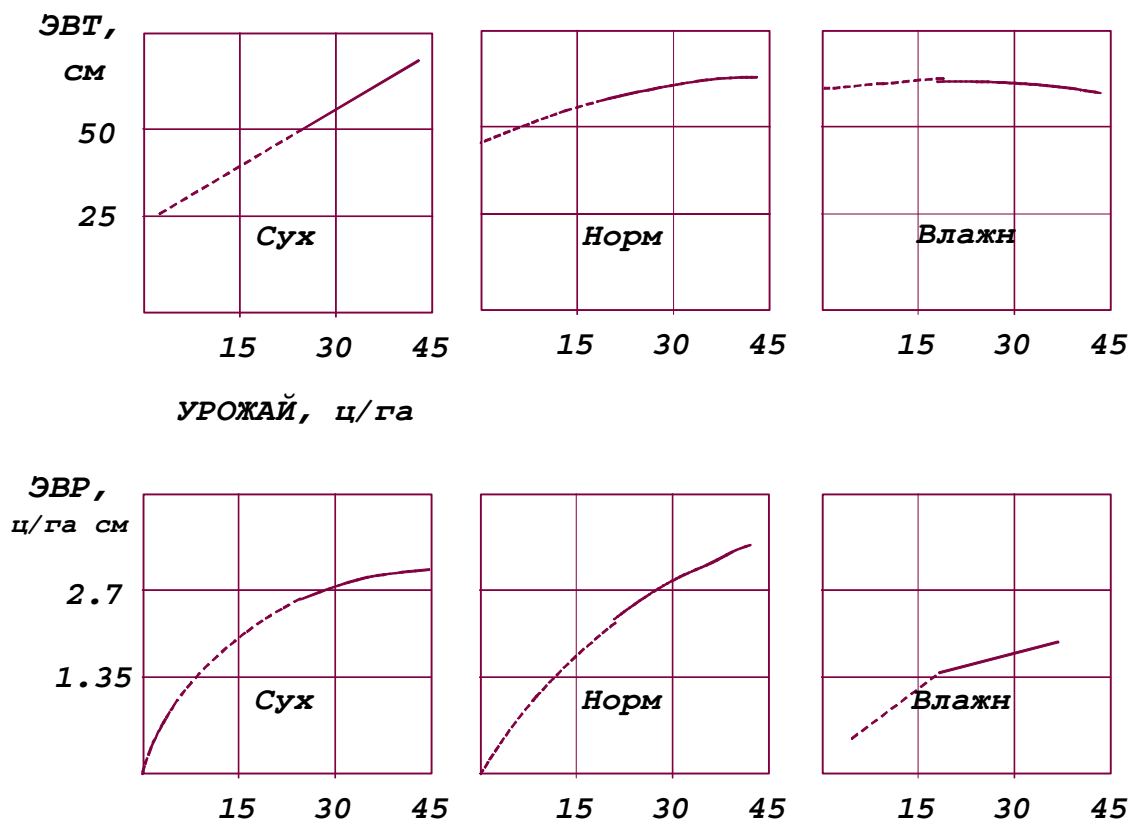 ЭВТ,
см
50
25
Сух
Норм
Влажн
15 30 45
15 30 45
15 30 45
УРОЖАЙ, ц/га
ЭВР,
ц/га см
2.7
1.35
Сух
Норм
Влажн
15 30 45
15 30 45
15 30 45